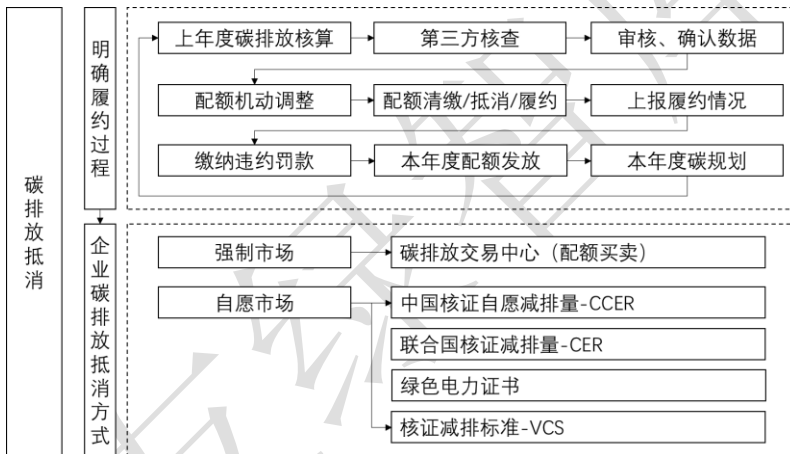 碳排放抵消
明确履约过程
上年度碳排放核算
第三方核查
审核、确认数据
配额机动调整
配额清缴/抵消/履约
上报履约情况
缴纳违约罚款
本年度配额发放
本年度碳规划
企业碳排放抵消方式
强制市场
碳排放交易中心（配额买卖）
自愿市场
中国核证自愿减排量-CCER
联合国核证减排量-CER
绿色电力证书
核证减排标准-VCS